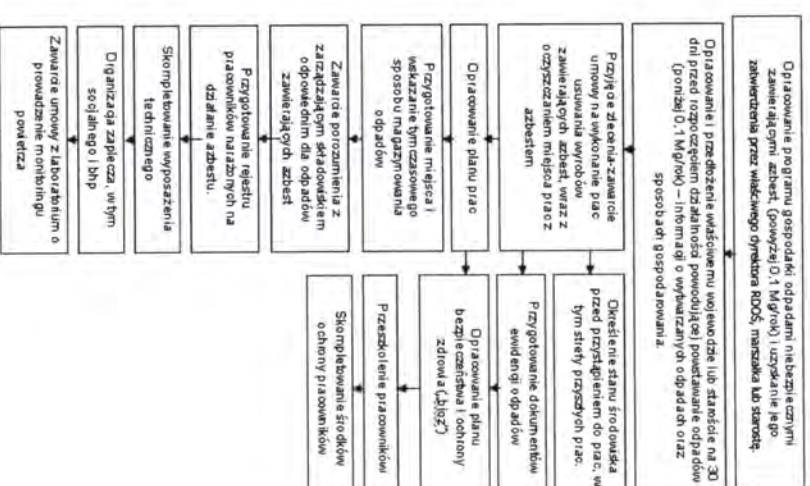 Opracowanie programu gospodarki odpadami niebezpiecznymi
zawierającymi azbest, (powyżej 0,1 Mg/rok) i uzyskanie jego
zatwierdzenia przez właściwego dyrektora RDOŚ, marszałka lub starostę.
Opracowanie i przedłożenie właściwemu wojewodzie lub staroście na 30
dni przed rozpoczęciem działalności powodującej powstawanie odpadów
(poniżej 0,1 Mg/rok) – informacji o wytwarzanych odpadach oraz
sposobach gospodarowania.
Przyjęcie zlecenia-zawarcie
umowy na wykonanie prac
usuwania wyrobów
zawierających azbest, wraz z
oczyszczaniem miejsca prac z
azbestem
Określenie stanu środowiska
przed przystąpieniem do prac, w
tym strefy przyszłych prac.
Opracowanie planu prac
Przygotowanie dokumentów
ewidencji odpadów
Przygotowanie miejsca i
wskazanie tymczasowego
sposobu magazynowania
odpadów
Opracowanie planu
bezpieczeństwa i ochrony
zdrowia („bioz")
Zawarcie porozumienia z
zarządzającym składowiskiem
odpowiednim dla odpadów
zawierających azbest
Przeszkolenie pracowników
Przygotowanie rejestru
pracowników narażonych na
działanie azbestu.
Skompletowanie środków
ochrony pracowników
Skompletowanie wyposażenia
technicznego
Organizacja zaplecza, w tym
socjalnego i bhp
Zawarcie umowy z laboratorium o
prowadzenie monitoringu
powietrza